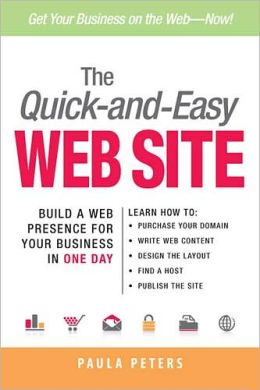 Get Your Business on the Web—Now!
The
Quick-and-Easy
WEB SITE
BUILD A WEB
PRESENCE FOR
YOUR BUSINESS
IN ONE DAY
LEARN HOW TO:
• PURCHASE YOUR DOMAIN
• WRITE WEB CONTENT
• DESIGN THE LAYOUT
• FIND A HOST
• PUBLISH THE SITE
PAULA PETERS